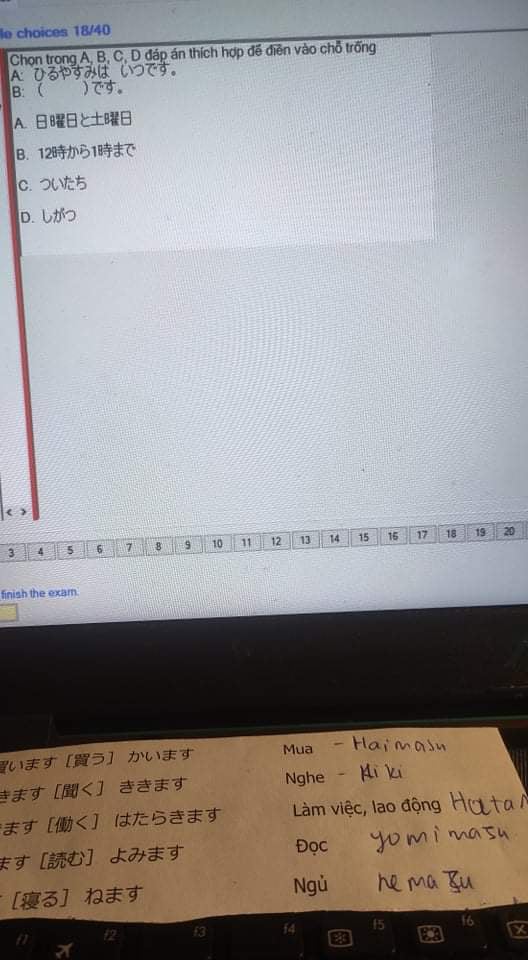 le choices 18/40
Chọn trong A, B, C, D đáp án thích hợp để điền vào chỗ trống
A: ひるやすみは いつです。
B: ( )です。
A. 日曜日と土曜日
B. 12時から1時まで
C. ついたち
D. しがつ
< >
3 4 5 6 7 8 9 10 11 12 13 14 15 16 17 18 19 20
finish the exam.
います [買う] かいます Mua - Haimasu
きます [聞く] ききます Nghe - Kiki
ます [働く] はたらきます Làm việc, lao động Hata
ます [読む] よみます Đọc yomimasu
[寝る] ねます Ngủ nemasu
f1 f2 f3 f4 f5 f6